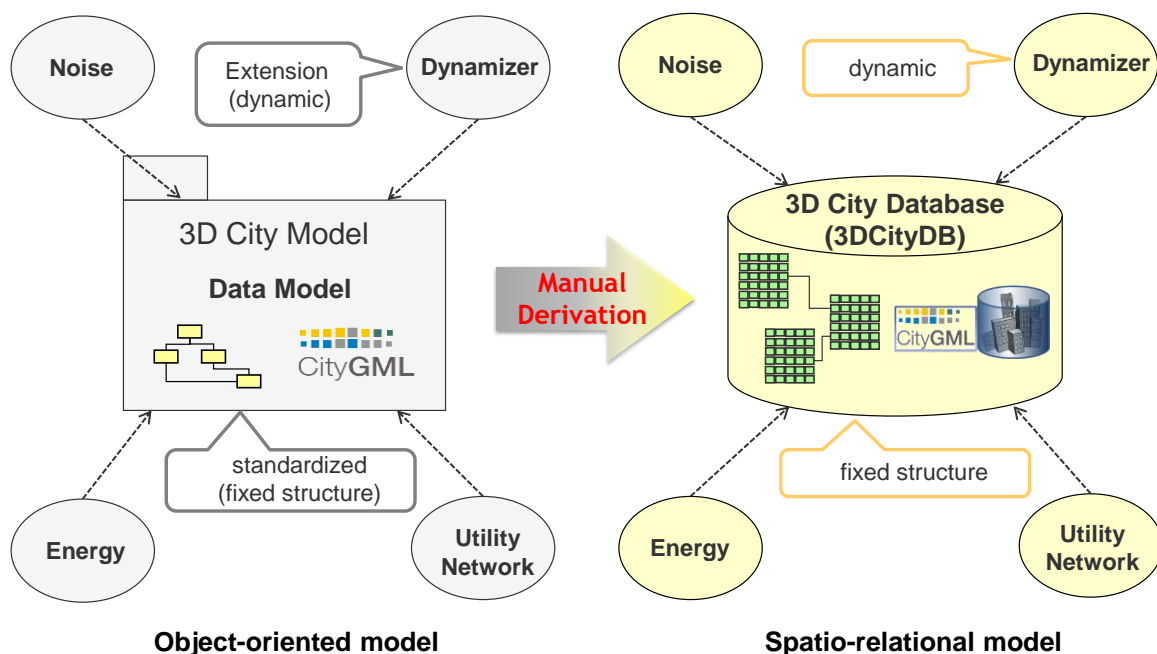 Noise
Extension
(dynamic)
Dynamizer
3D City Model
Data Model
CityGML
standardized
(fixed structure)
Energy
Utility
Network
Object-oriented model
Manual
Derivation
Noise
dynamic
Dynamizer
3D City Database
(3DCityDB)
CityGML
fixed structure
Energy
Utility
Network
Spatio-relational model